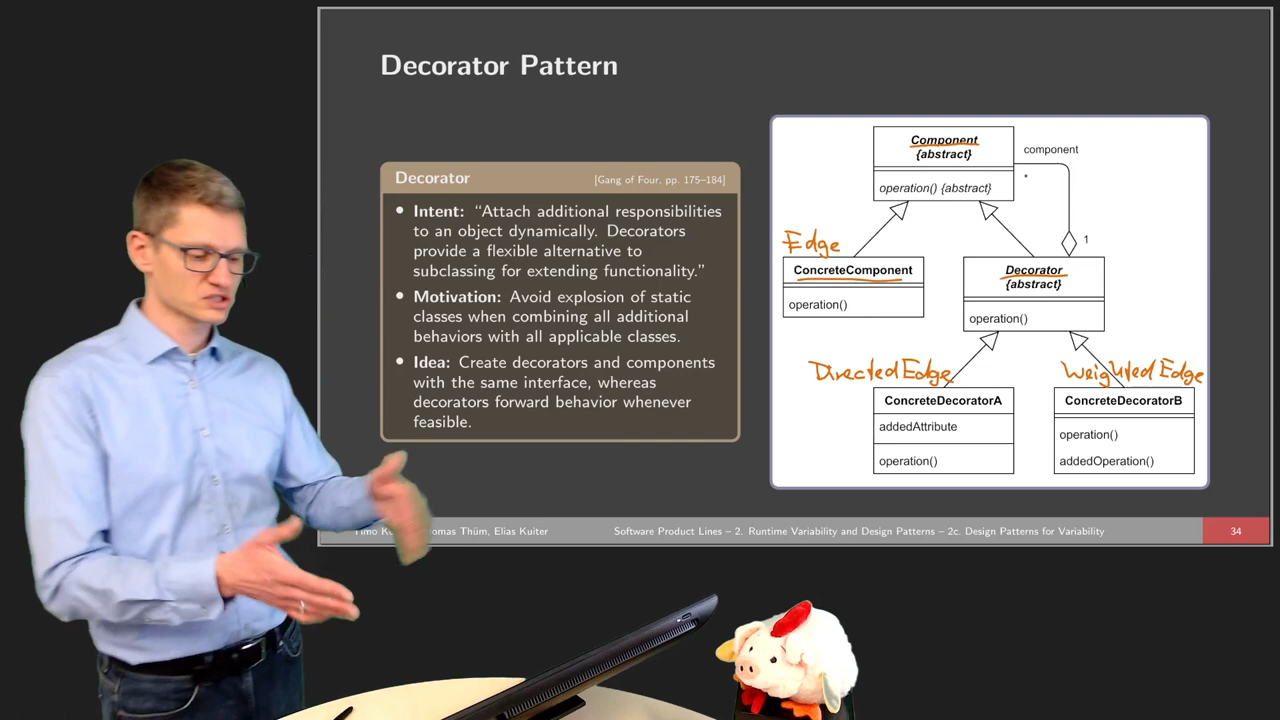 Decorator Pattern
Decorator [Gang of Four, pp. 175–184]
• Intent: “Attach additional responsibilities
to an object dynamically. Decorators
provide a flexible alternative to
subclassing for extending functionality.”
• Motivation: Avoid explosion of static
classes when combining all additional
behaviors with all applicable classes.
• Idea: Create decorators and components
with the same interface, whereas
decorators forward behavior whenever
feasible.
Component
{abstract}
operation() {abstract}
component
*
1
Edge
ConcreteComponent
operation()
Decorator
{abstract}
operation()
DirectedEdge
ConcreteDecoratorA
addedAttribute
operation()
Weighted Edge
ConcreteDecoratorB
operation()
addedOperation()
Thüm, Elias Kuiter
Software Product Lines – 2. Runtime Variability and Design Patterns – 2c. Design Patterns for Variability
34